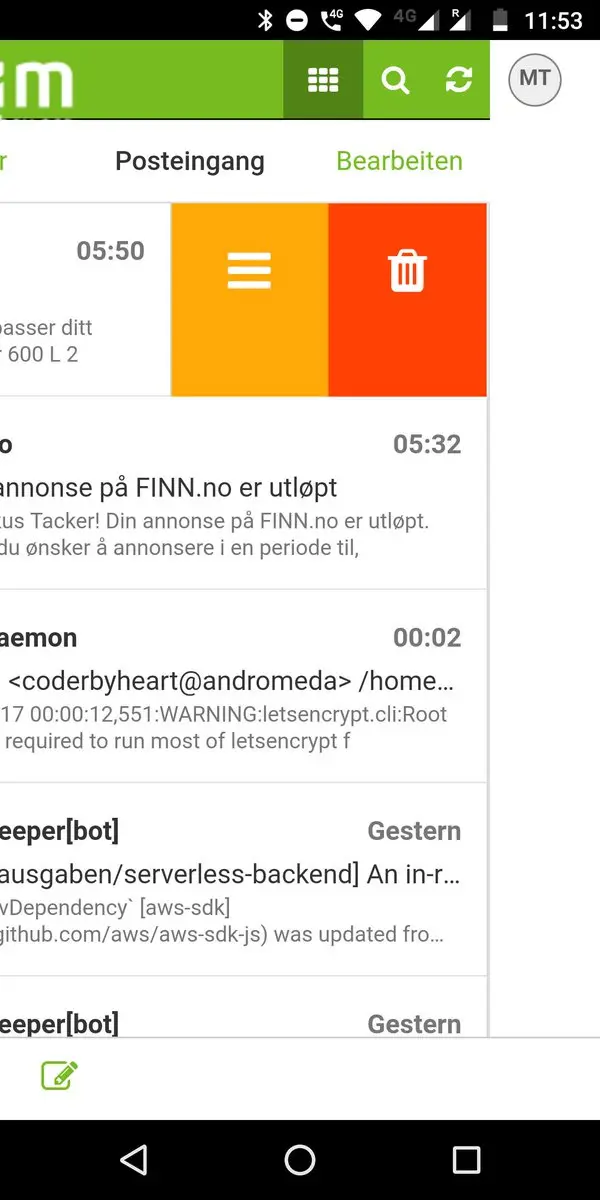 4G 4G R 11:53
im MT
r Posteingang Bearbeiten
05:50
passer ditt
600 L 2
o 05:32
annonse på FINN.no er utløpt
kus Tacker! Din annonse på FINN.no er utløpt.
du ønsker å annonsere i en periode til,
aemon 00:02
<coderbyheart@andromeda> /home...
17 00:00:12,551:WARNING:letsencrypt.cli:Root
required to run most of letsencrypt f
eeper[bot] Gestern
ausgaben/serverless-backend] An in-r...
vDependency` [aws-sdk]
github.com/aws/aws-sdk-js) was updated fro...
eeper[bot] Gestern